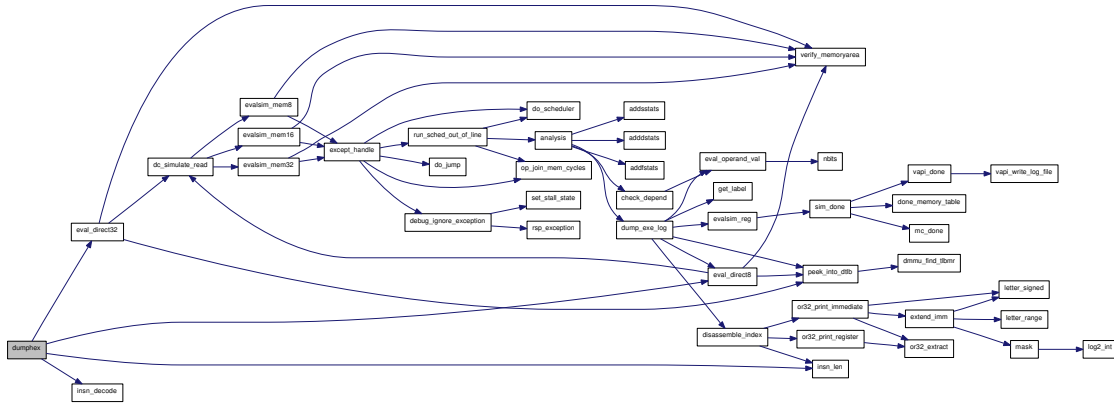 dumphex
eval_direct32
insn_decode
dc_simulate_read
evalsim_mem8
evalsim_mem16
evalsim_mem32
except_handle
run_sched_out_of_line
do_jump
debug_ignore_exception
do_scheduler
analysis
op_join_mem_cycles
set_stall_state
rsp_exception
addsstats
adddstats
addfstats
check_depend
dump_exe_log
eval_operand_val
get_label
evalsim_reg
eval_direct8
disassemble_index
verify_memoryarea
nbits
sim_done
peek_into_dtlb
or32_print_immediate
or32_print_register
insn_len
vapi_done
done_memory_table
mc_done
dmmu_find_tlbmr
extend_imm
or32_extract
vapi_write_log_file
letter_signed
letter_range
mask
log2_int